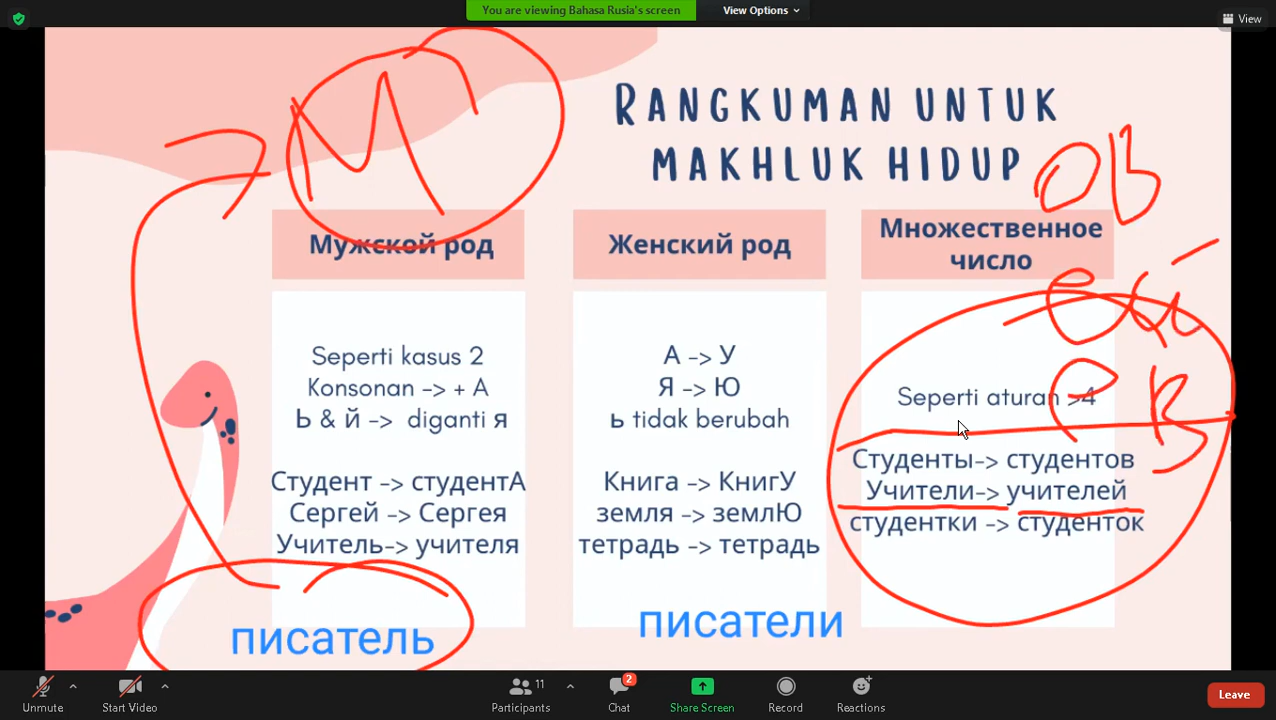 You are viewing Bahasa Rusia's screen
View Options
View
RANGKUMAN UNTUK
MAKHLUK HIDUP
М
ов
ей
ев
Мужской род
Seperti kasus 2
Konsonan -> + А
Ь & й -> diganti я
Студент -> студентА
Сергей -> Сергея
Учитель-> учителя
писатель
Женский род
А -> У
Я -> Ю
ь tidak berubah
Книга -> КнигУ
земля -> землЮ
тетрадь -> тетрадь
писатели
Множественное
число
Seperti aturan >4
Студенты-> студентов
Учители-> учителей
студентки -> студенток
Unmute
Start Video
Participants
11
Chat
2
Share Screen
Record
Reactions
Leave